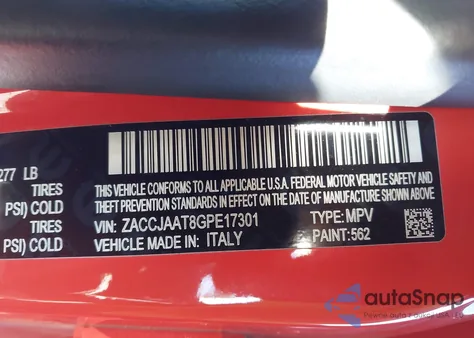 277 LB
TIRES
PSI) COLD
TIRES
PSI) COLD
THIS VEHICLE CONFORMS TO ALL APPLICABLE U.S.A. FEDERAL MOTOR VEHICLE SAFETY AND
THEFT PREVENTION STANDARDS IN EFFECT ON THE DATE OF MANUFACTURE SHOWN ABOVE.
VIN: ZACCJAAT8GPE17301 TYPE: MPV
VEHICLE MADE IN: ITALY PAINT:562
autoSnap